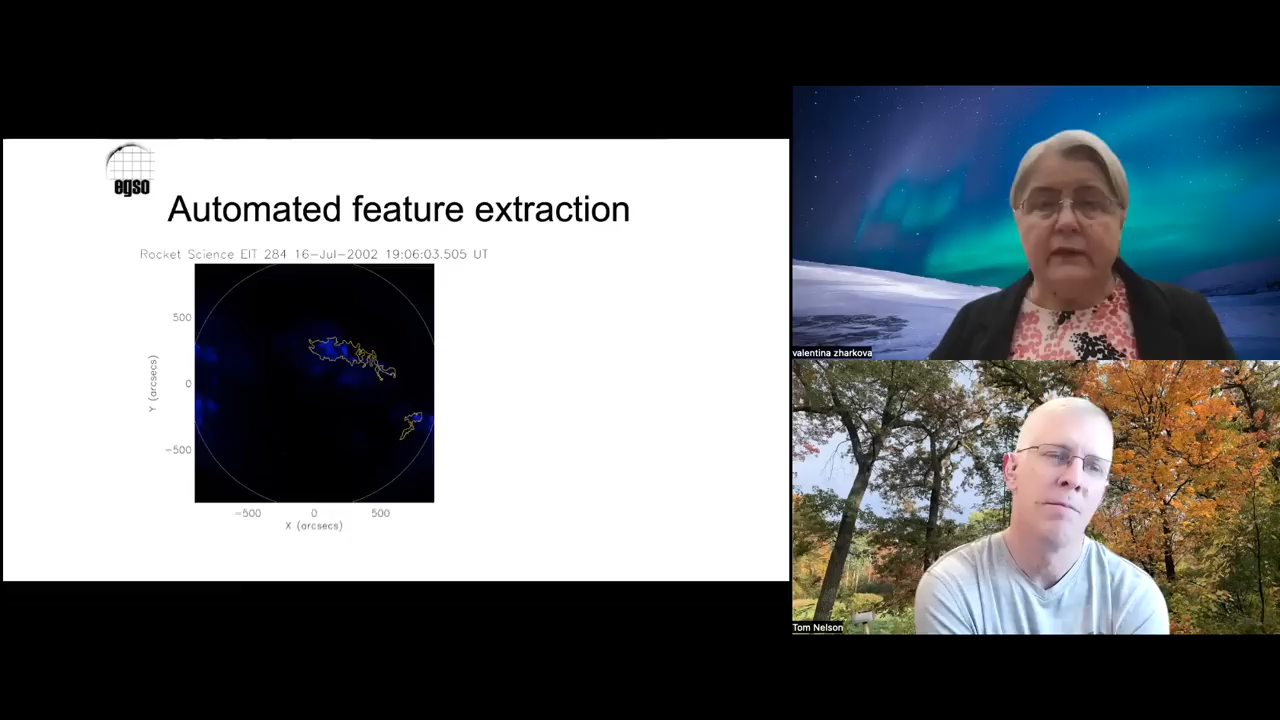 egso
Automated feature extraction
Rocket Science EIT 284 16-Jul-2002 19:06:03.505 UT
500
0
-500
Y (arcsecs)
-500 0 500
X (arcsecs)
valentina zharkova
Tom Nelson